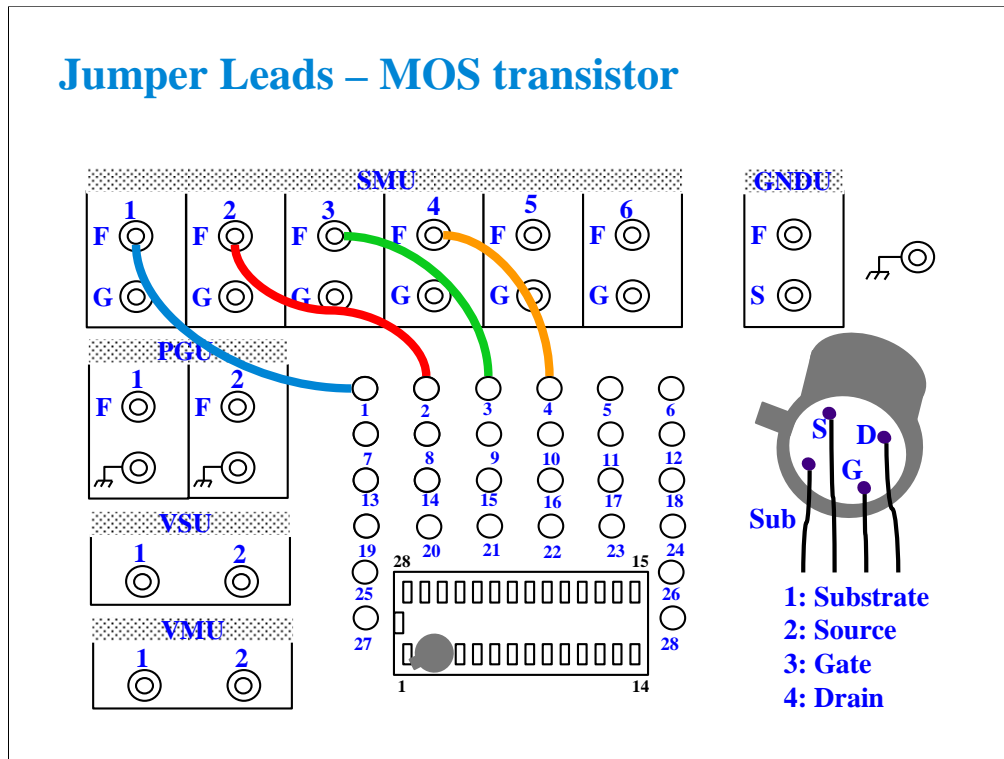 Jumper Leads – MOS transistor
SMU
1 2 3 4 5 6
F F F F F F
G G G G G G
GNDU
F
S
PGU
1 2
F F
VSU
1 2
VMU
1 2
1 2 3 4 5 6
7 8 9 10 11 12
13 14 15 16 17 18
19 20 21 22 23 24
28 15
25 26
27 28
1 14
S D
G
Sub
1: Substrate
2: Source
3: Gate
4: Drain